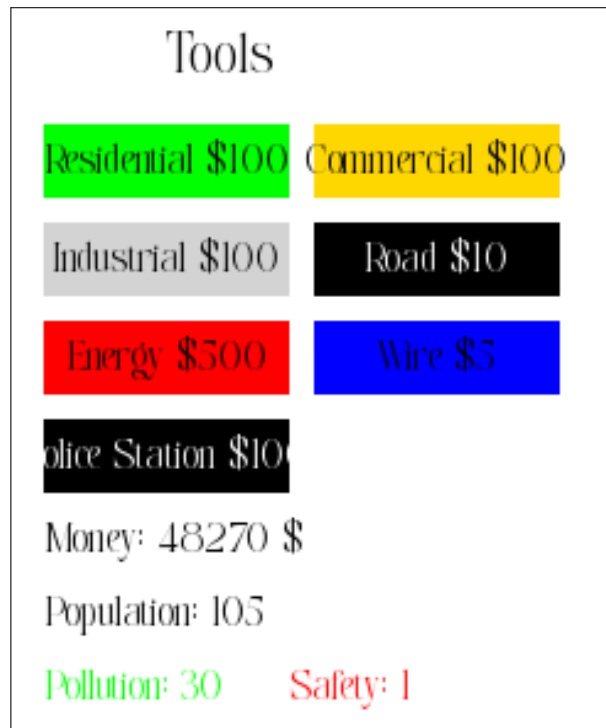 Tools
Residential $100 Commercial $100
Industrial $100 Road $10
Energy $500 Wire $5
olice Station $10
Money: 48270 $
Population: 105
Pollution: 30 Safety: 1